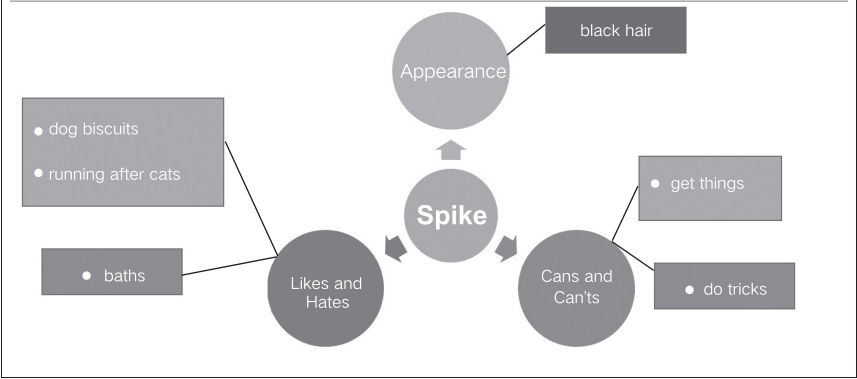 black hair
Appearance
• dog biscuits
• running after cats
• get things
Spike
• baths
Likes and
Hates
Cans and
Can'ts
• do tricks